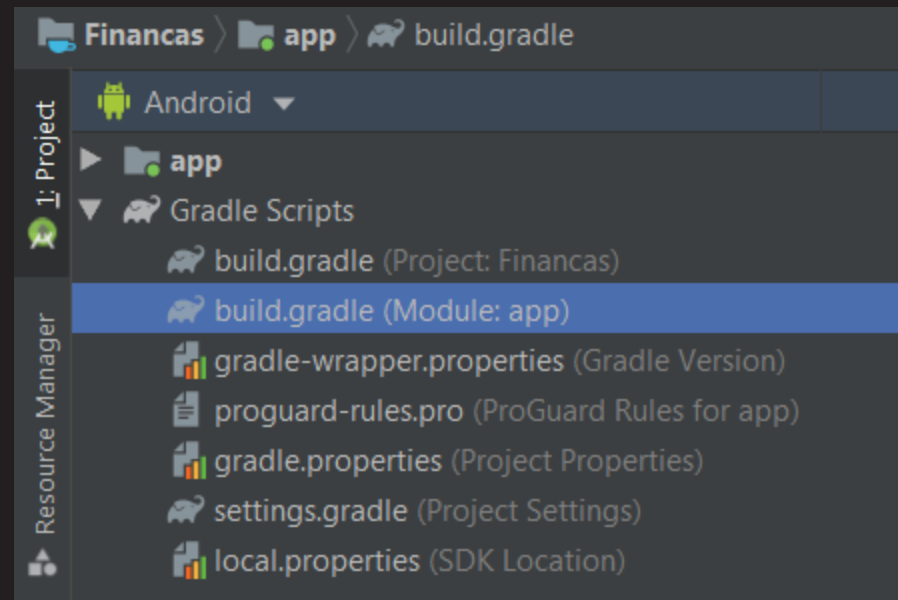 Financas app build.gradle
1: Project
Android
app
Gradle Scripts
build.gradle (Project: Financas)
build.gradle (Module: app)
gradle-wrapper.properties (Gradle Version)
proguard-rules.pro (ProGuard Rules for app)
gradle.properties (Project Properties)
settings.gradle (Project Settings)
local.properties (SDK Location)
Resource Manager